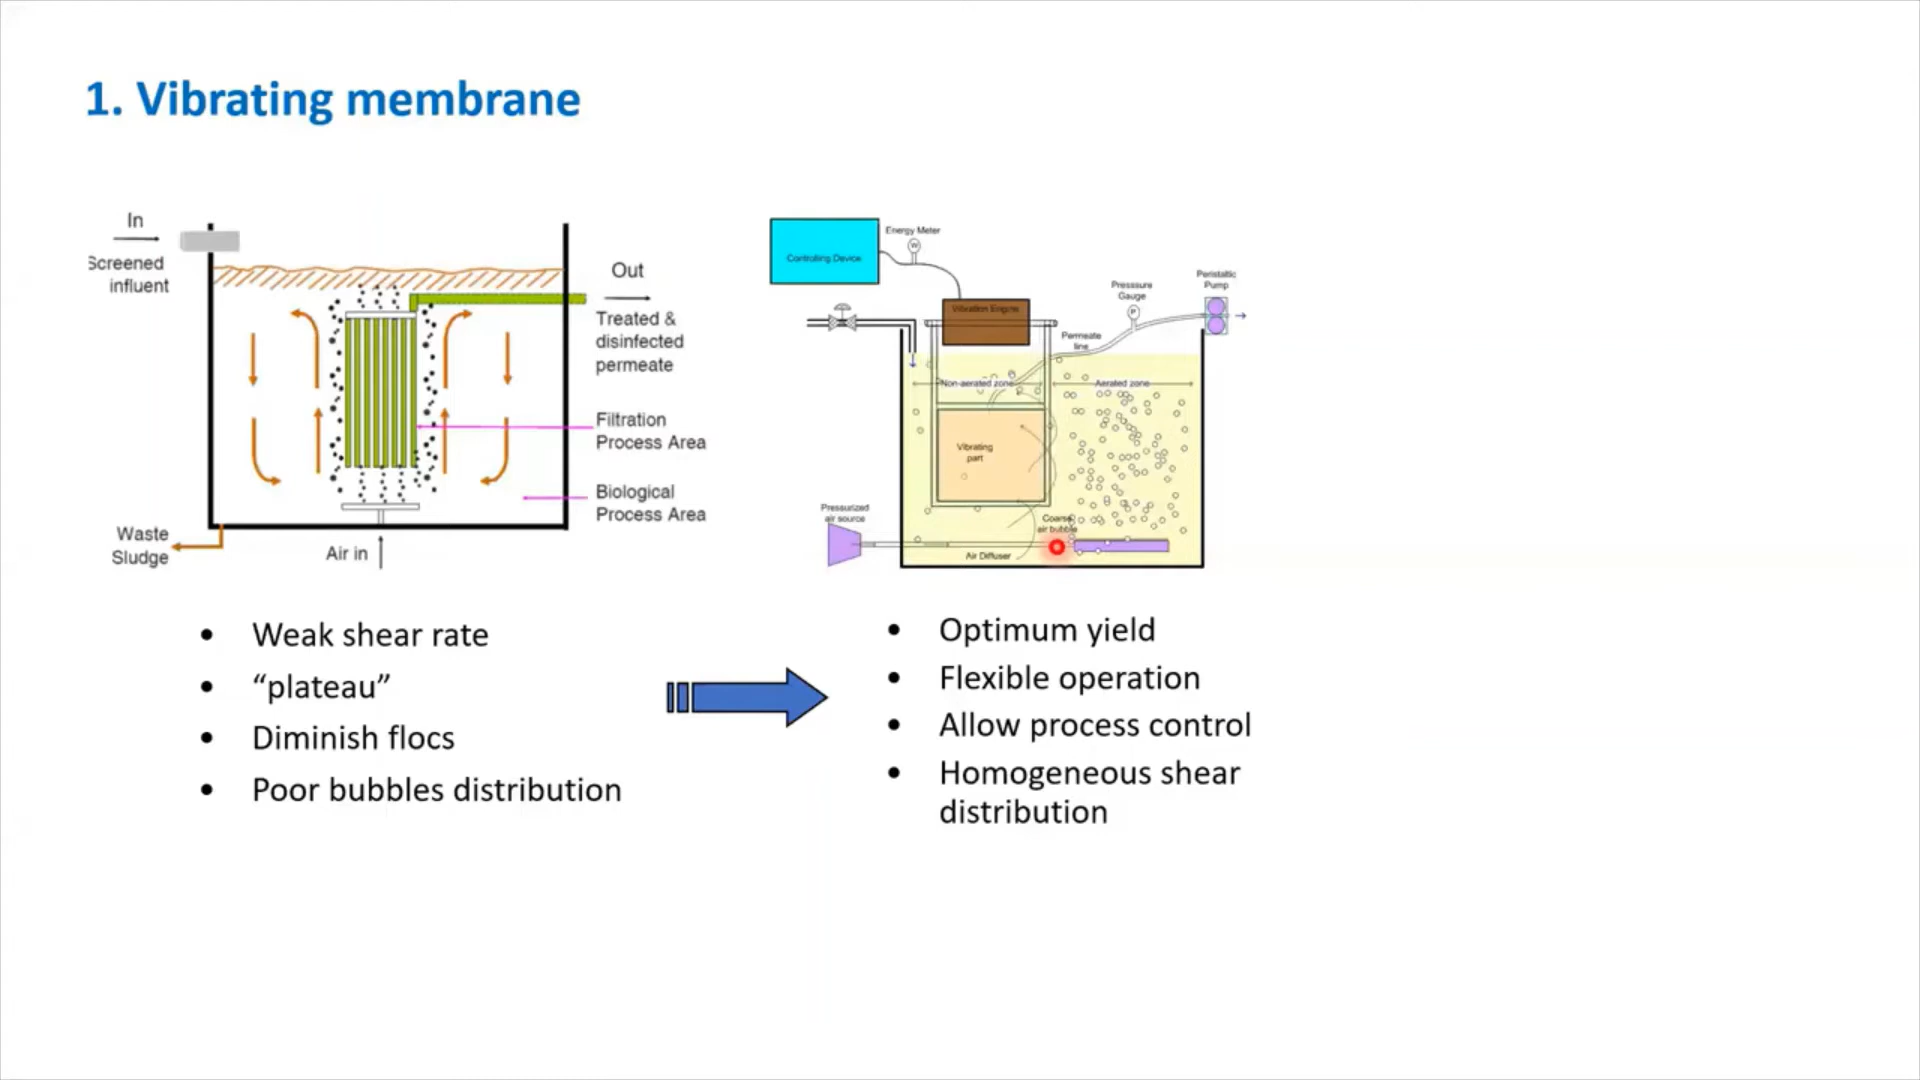 1. Vibrating membrane
In
Screened
influent
Out
Treated &
disinfected
permeate
Filtration
Process Area
Biological
Process Area
Waste
Sludge
Air in
Controlling Device
Energy Meter
W
Vibration Engine
Presssure
Gauge
P
Peristaltic
Pump
Permeate
line
Non-aerated zone
Aerated zone
Vibrating
part
Pressurized
air source
Coarse
air bubble
Air Diffuser
• Weak shear rate
• “plateau”
• Diminish flocs
• Poor bubbles distribution
• Optimum yield
• Flexible operation
• Allow process control
• Homogeneous shear
distribution